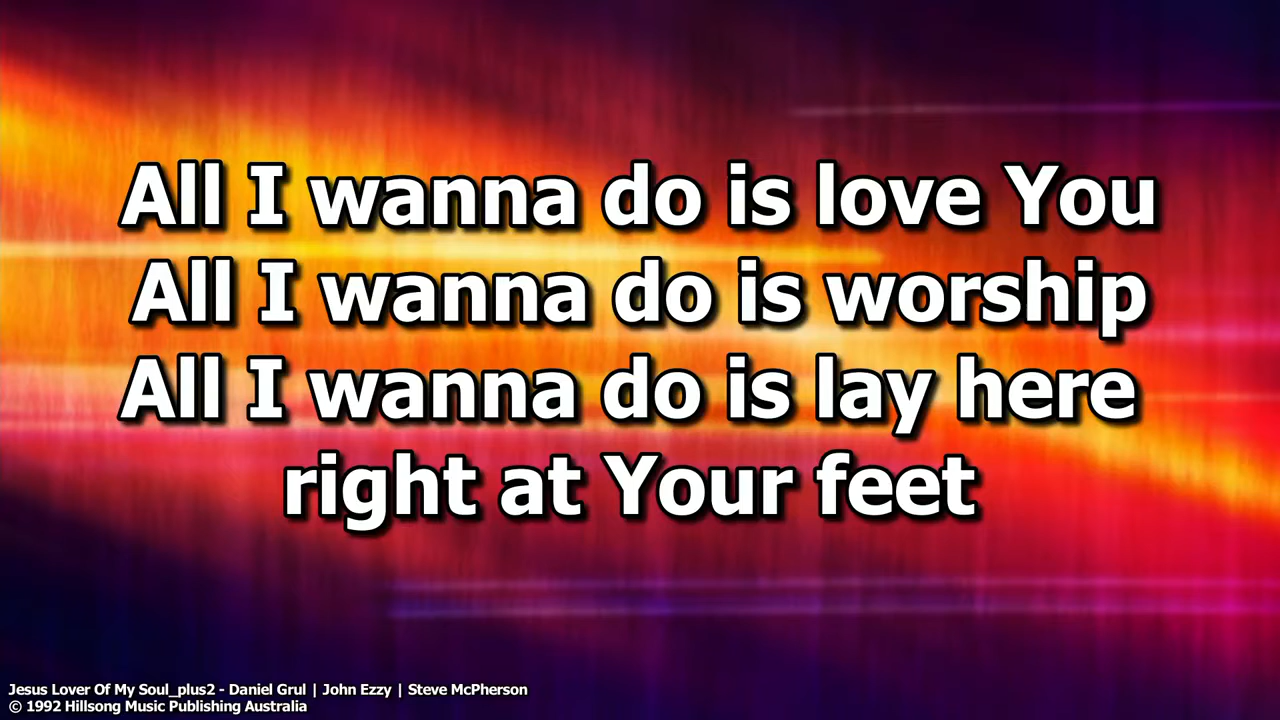 All I wanna do is love You
All I wanna do is worship
All I wanna do is lay here
right at Your feet
Jesus Lover Of My Soul_plus2 - Daniel Grul | John Ezzy | Steve McPherson
© 1992 Hillsong Music Publishing Australia